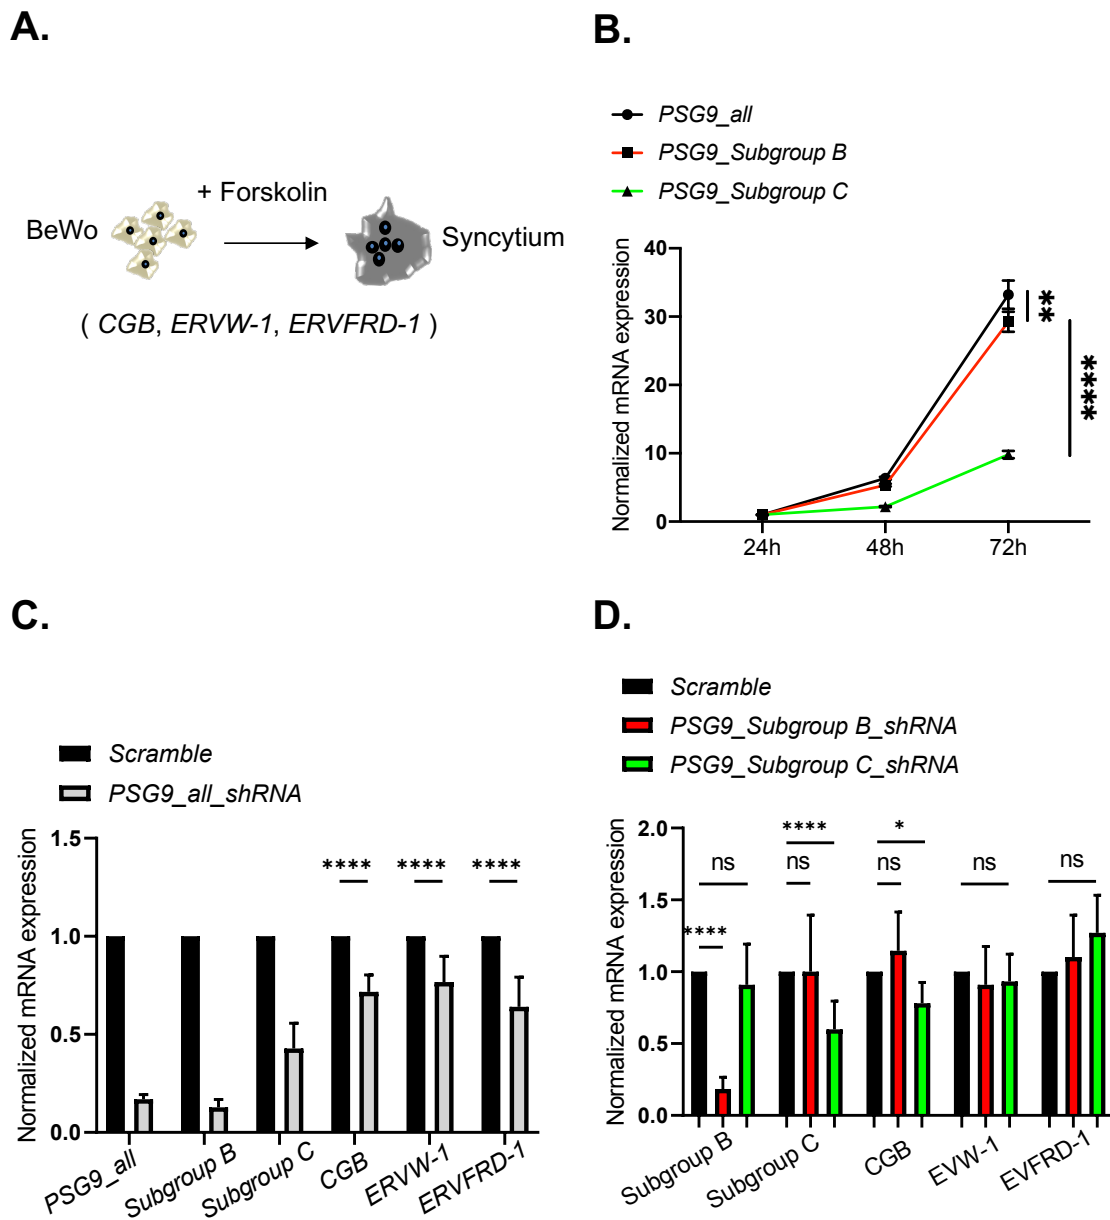 A.
+ Forskolin
BeWo
Syncytium
( CGB, ERVW-1, ERVFRD-1 )
B.
PSG9_all
PSG9_Subgroup B
PSG9_Subgroup C
Normalized mRNA expression
40
30
20
10
0
24h
48h
72h
**
****
C.
Scramble
PSG9_all_shRNA
Normalized mRNA expression
1.5
1.0
0.5
0.0
**** **** ****
PSG9_all
Subgroup B
Subgroup C
CGB
ERVW-1
ERVFRD-1
D.
Scramble
PSG9_Subgroup B_shRNA
PSG9_Subgroup C_shRNA
Normalized mRNA expression
2.0
1.5
1.0
0.5
0.0
ns
****
****
ns
*
ns
ns
ns
Subgroup B
Subgroup C
CGB
EVW-1
EVFRD-1